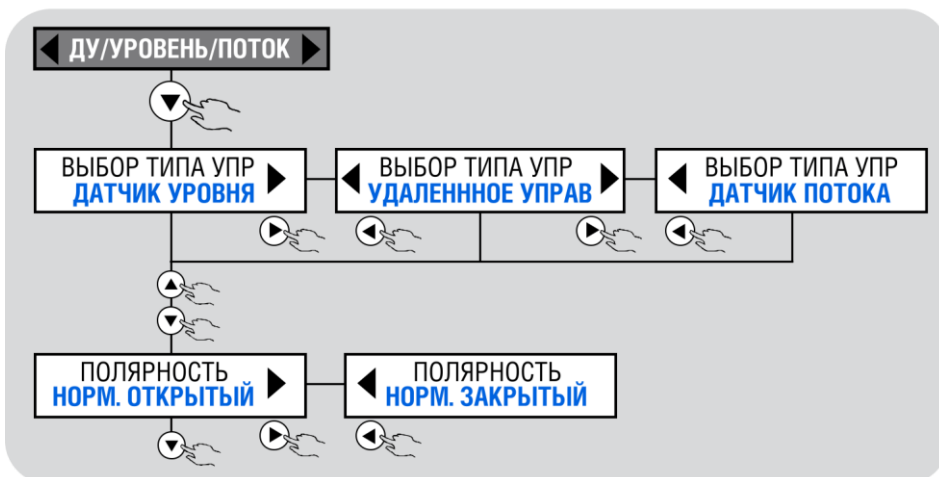 ДУ/УРОВЕНЬ/ПОТОК
ВЫБОР ТИПА УПР
ДАТЧИК УРОВНЯ
ВЫБОР ТИПА УПР
УДАЛЕНННОЕ УПРАВ
ВЫБОР ТИПА УПР
ДАТЧИК ПОТОКА
ПОЛЯРНОСТЬ
НОРМ. ОТКРЫТЫЙ
ПОЛЯРНОСТЬ
НОРМ. ЗАКРЫТЫЙ